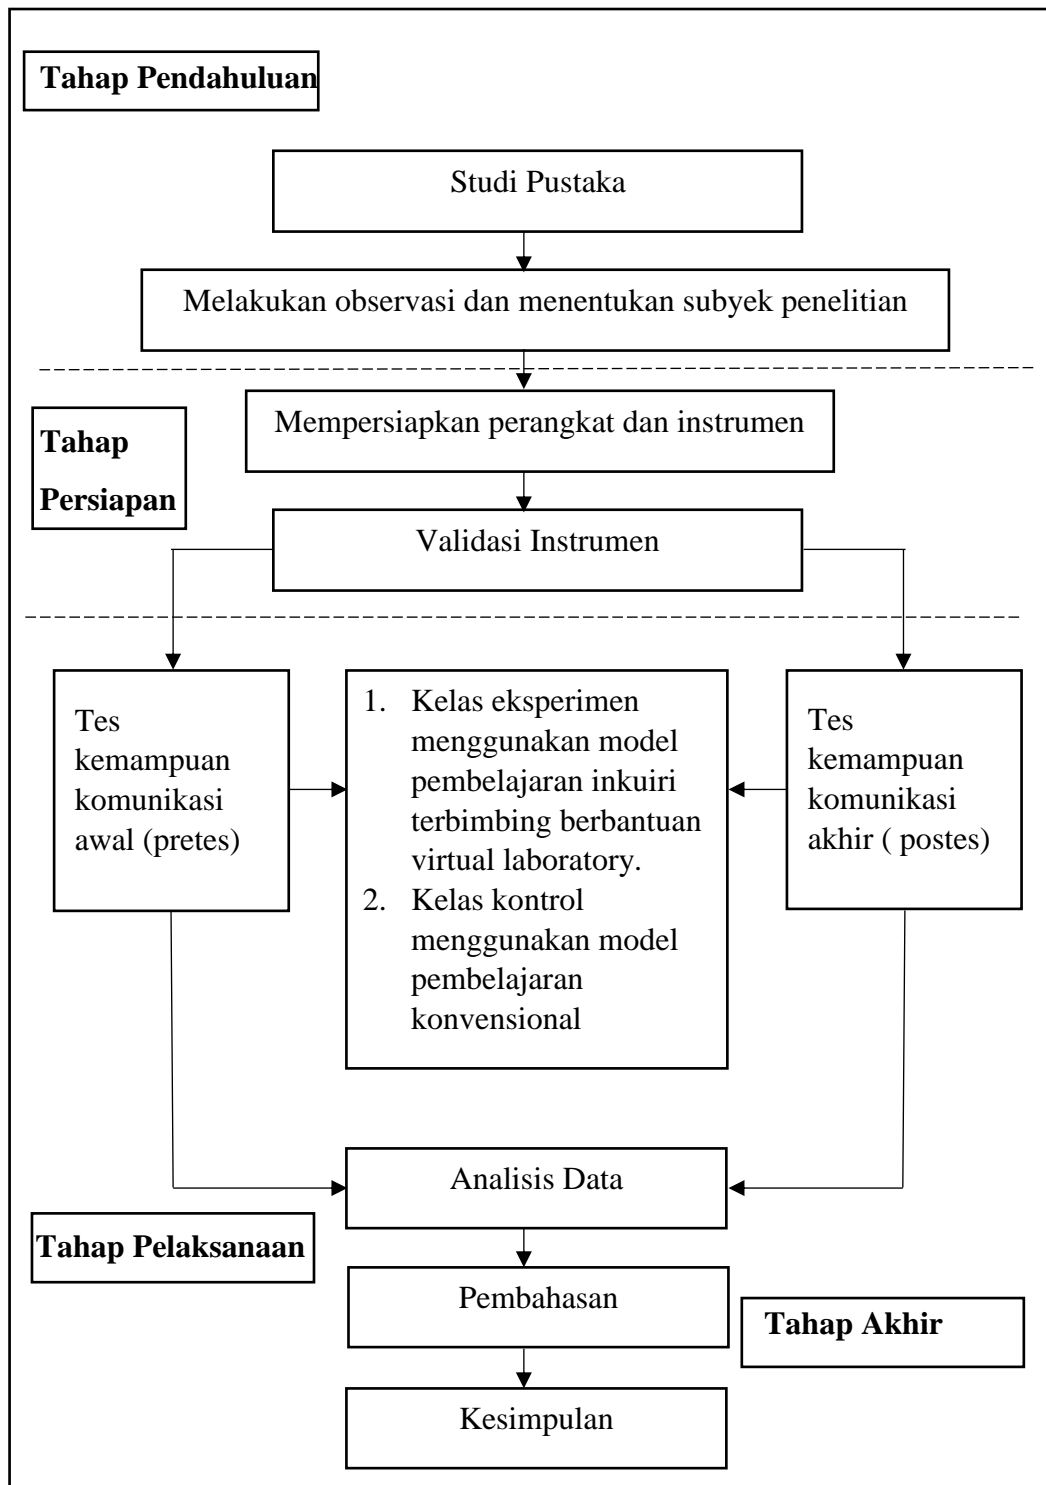 Tahap Pendahuluan
Studi Pustaka
Melakukan observasi dan menentukan subyek penelitian
Mempersiapkan perangkat dan instrumen
Tahap
Persiapan
Validasi Instrumen
Tes
kemampuan
komunikasi
awal (pretes)
1. Kelas eksperimen
menggunakan model
pembelajaran inkuiri
terbimbing berbantuan
virtual laboratory.
2. Kelas kontrol
menggunakan model
pembelajaran
konvensional
Tes
kemampuan
komunikasi
akhir ( postes)
Analisis Data
Tahap Pelaksanaan
Pembahasan
Tahap Akhir
Kesimpulan